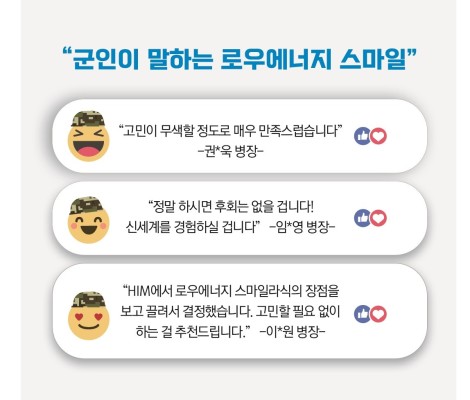 “군인이 말하는 로우에너지 스마일”
“고민이 무색할 정도로 매우 만족스럽습니다”
-권*욱 병장-
“정말 하시면 후회는 없을 겁니다!
신세계를 경험하실 겁니다” -임*영 병장-
“HIM에서 로우에너지 스마일라식의 장점을
보고 끌려서 결정했습니다. 고민할 필요 없이
하는 걸 추천드립니다.” -이*원 병장-